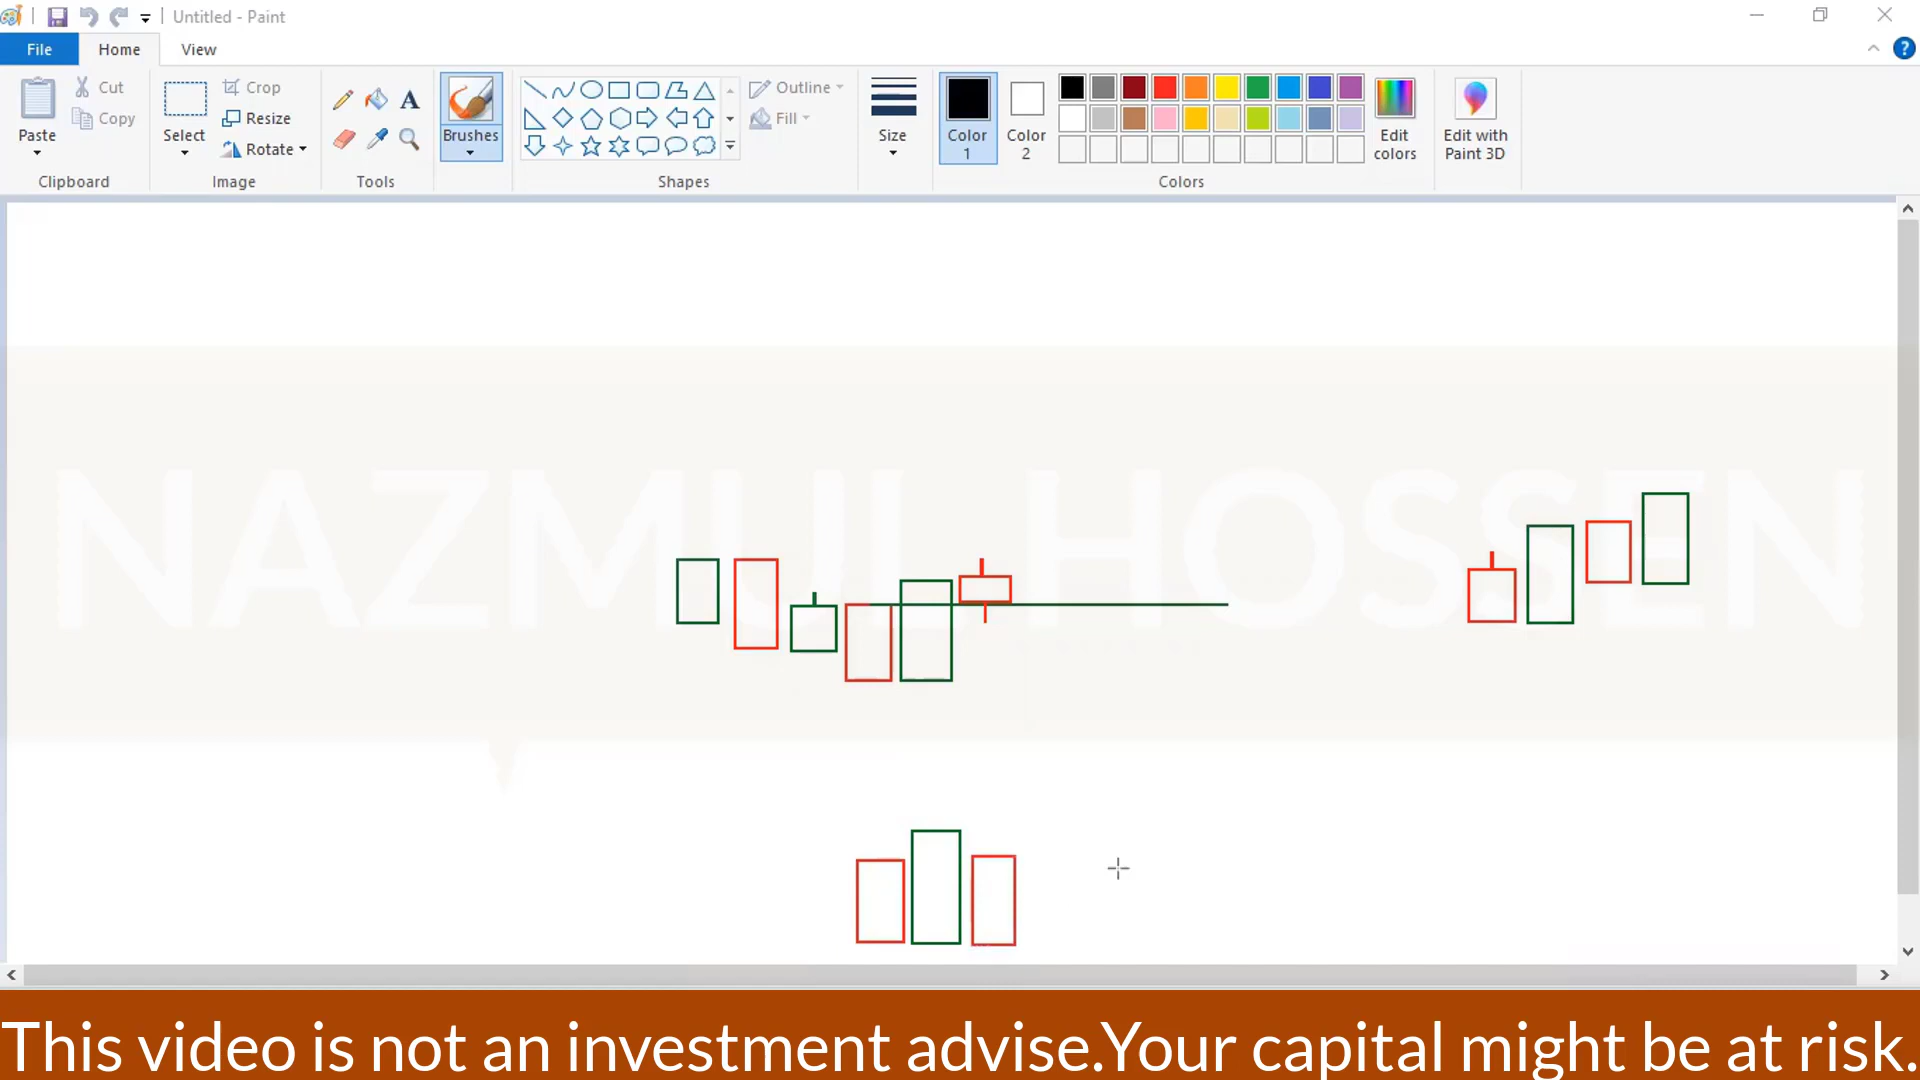 Untitled - Paint
File Home View
Paste
Cut
Copy
Clipboard
Select
Crop
Resize
Rotate
Image
A
Tools
Brushes
Shapes
Outline
Fill
Size
Color 1
Color 2
Colors
Edit colors
Edit with Paint 3D
?
NAZMUL HOSSEN
This video is not an investment advise.Your capital might be at risk.